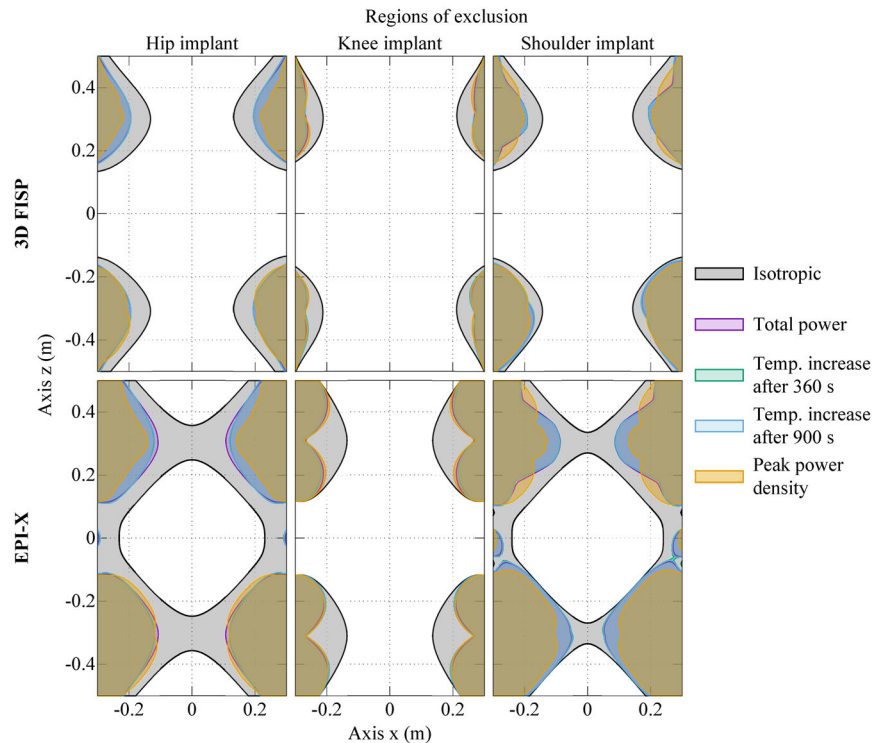 Regions of exclusion
Hip implant
Knee implant
Shoulder implant
3D FISP
0.4
0.2
0
-0.2
-0.4
EPI-X
0.4
0.2
0
-0.2
-0.4
Axis z (m)
-0.2
0
0.2
-0.2
0
0.2
-0.2
0
0.2
Axis x (m)
Isotropic
Total power
Temp. increase
after 360 s
Temp. increase
after 900 s
Peak power
density